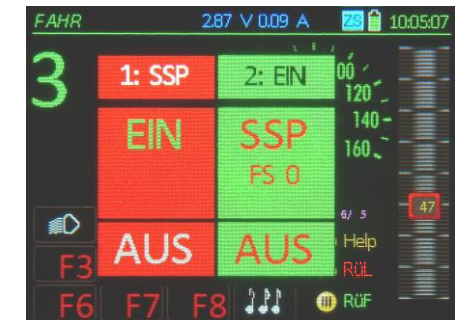 FAHR 2.87 V 0.09 A ZS 10:05:07
3 1: SSP 2: EIN 00
120
140
160
EIN SSP
FS 0
47
6/ 5
AUS AUS Help
F3 RüL
F6 F7 F8 RüF